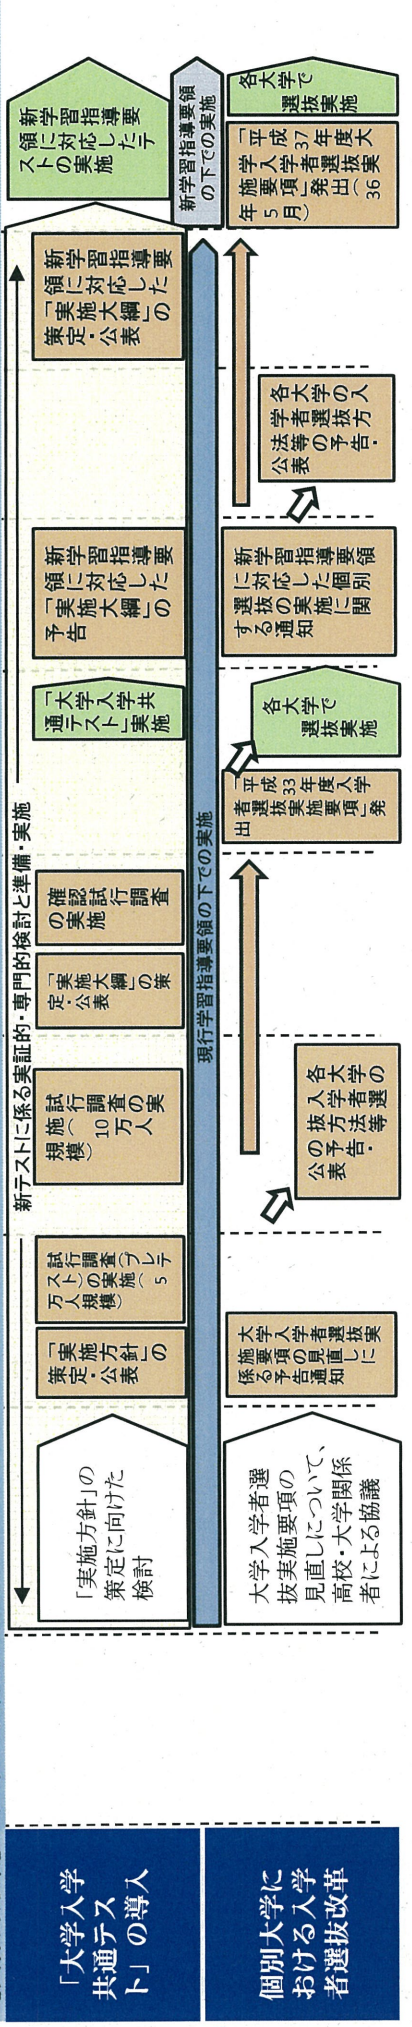 「大学入学
共通テス
ト」の導入
新テストに係る実証的・専門的検討と準備・実施
「実施方針」の
策定に向けた
検討
「実施方針」の
策定・公表
試行調査(プレテ
スト)の実施(5
万人規模)
試行調査の実
施(10万人
規模)
「実施大綱」の策
定・公表
確認試行調査
の実施
「大学入学共
通テスト」実施
新学習指導要
領に対応した
「実施大綱」の
予告
新学習指導要
領に対応した
「実施大綱」の
策定・公表
新学習指導要
領に対応したテ
ストの実施
現行学習指導要領の下での実施
新学習指導要領
の下での実施
個別大学に
おける入学
者選抜改革
大学入学者選
抜実施要項の
見直しについて、
高校・大学関係
者による協議
大学入学者選抜実
施要項の見直しに
係る予告通知
各大学の
入学者選
抜方法等
の予告・
公表
「平成33年度入学
者選抜実施要項」発
出
各大学で
選抜実施
新学習指導要領
に対応した個別
選抜の実施に関
する通知
各大学の入
学者選抜方
法等の予告・
公表
「平成37年度大
学入学者選抜実
施要項」発出(36
年5月)
各大学で
選抜実施